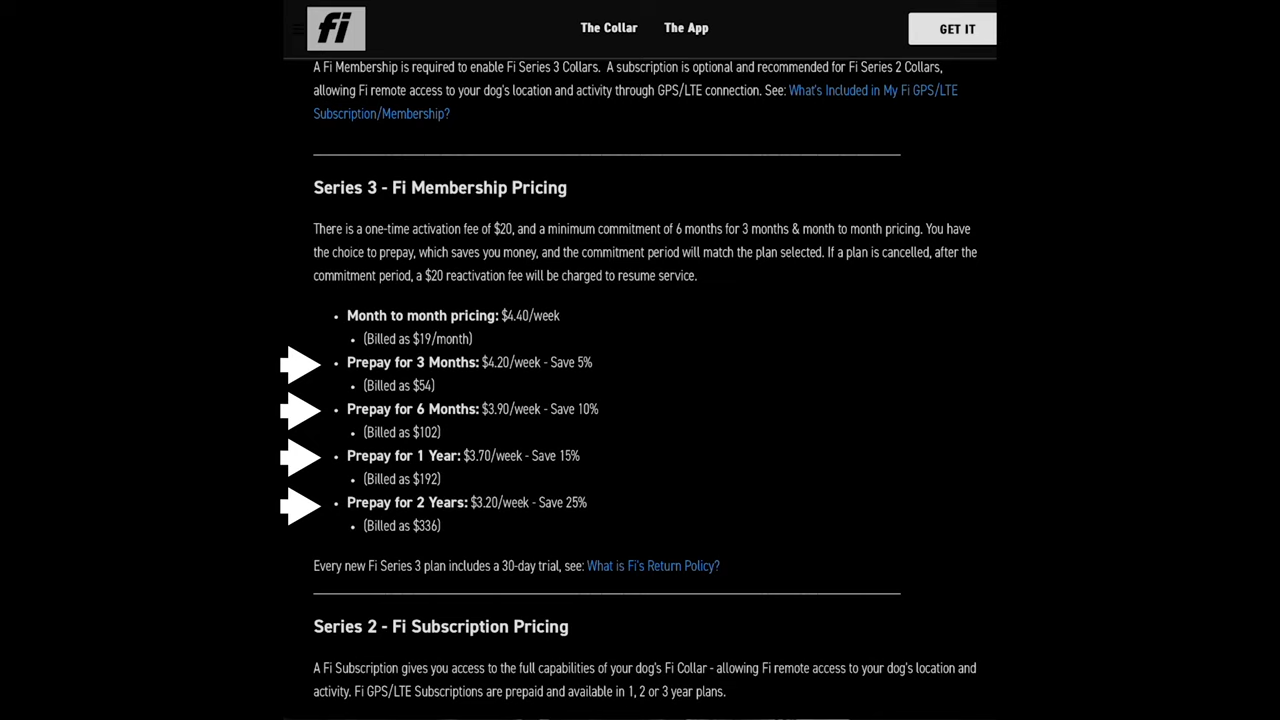 fi
The Collar
The App
GET IT
A Fi Membership is required to enable Fi Series 3 Collars. A subscription is optional and recommended for Fi Series 2 Collars,
allowing Fi remote access to your dog's location and activity through GPS/LTE connection. See: What's Included in My Fi GPS/LTE
Subscription/Membership?
Series 3 - Fi Membership Pricing
There is a one-time activation fee of $20, and a minimum commitment of 6 months for 3 months & month to month pricing. You have
the choice to prepay, which saves you money, and the commitment period will match the plan selected. If a plan is cancelled, after the
commitment period, a $20 reactivation fee will be charged to resume service.
• Month to month pricing: $4.40/week
• (Billed as $19/month)
• Prepay for 3 Months: $4.20/week - Save 5%
• (Billed as $54)
• Prepay for 6 Months: $3.90/week - Save 10%
• (Billed as $102)
• Prepay for 1 Year: $3.70/week - Save 15%
• (Billed as $192)
• Prepay for 2 Years: $3.20/week - Save 25%
• (Billed as $336)
Every new Fi Series 3 plan includes a 30-day trial, see: What is Fi's Return Policy?
Series 2 - Fi Subscription Pricing
A Fi Subscription gives you access to the full capabilities of your dog's Fi Collar - allowing Fi remote access to your dog's location and
activity. Fi GPS/LTE Subscriptions are prepaid and available in 1, 2 or 3 year plans.